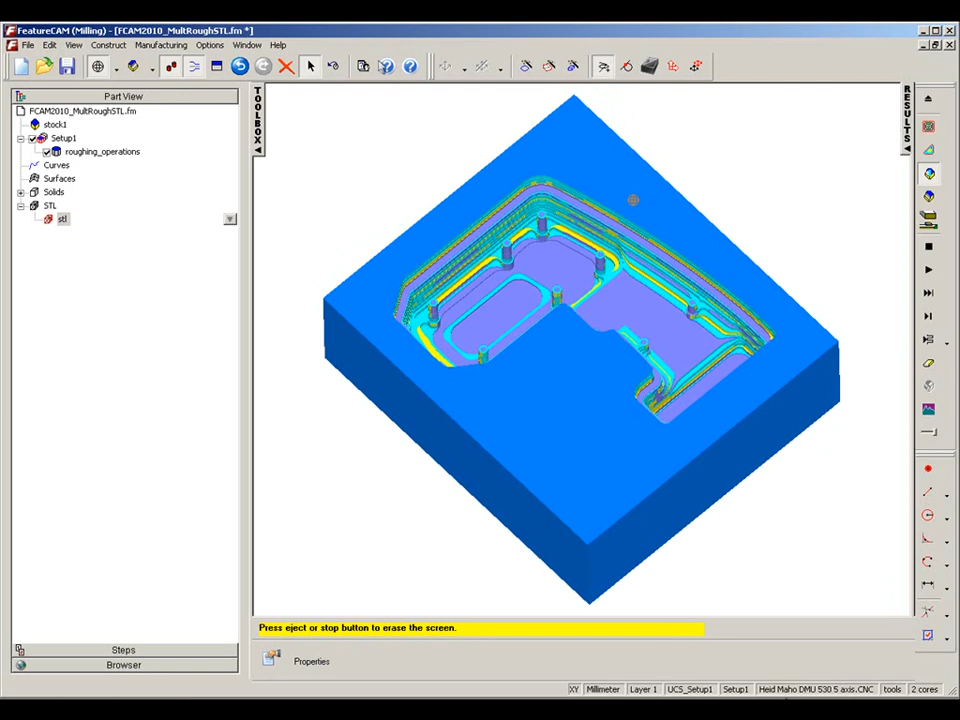 FeatureCAM (Milling) - [FCAM2010_MultRoughSTL.fm *]
File Edit View Construct Manufacturing Options Window Help
Part View
FCAM2010_MultRoughSTL.fm
stock1
Setup1
roughing_operations
Curves
Surfaces
Solids
STL
stl
Steps
Browser
TOOLBOX
RESULTS
Press eject or stop button to erase the screen.
Properties
XY Millimeter Layer 1 UCS_Setup1 Setup1 Heid Maho DMU 530 5 axis.CNC tools 2 cores